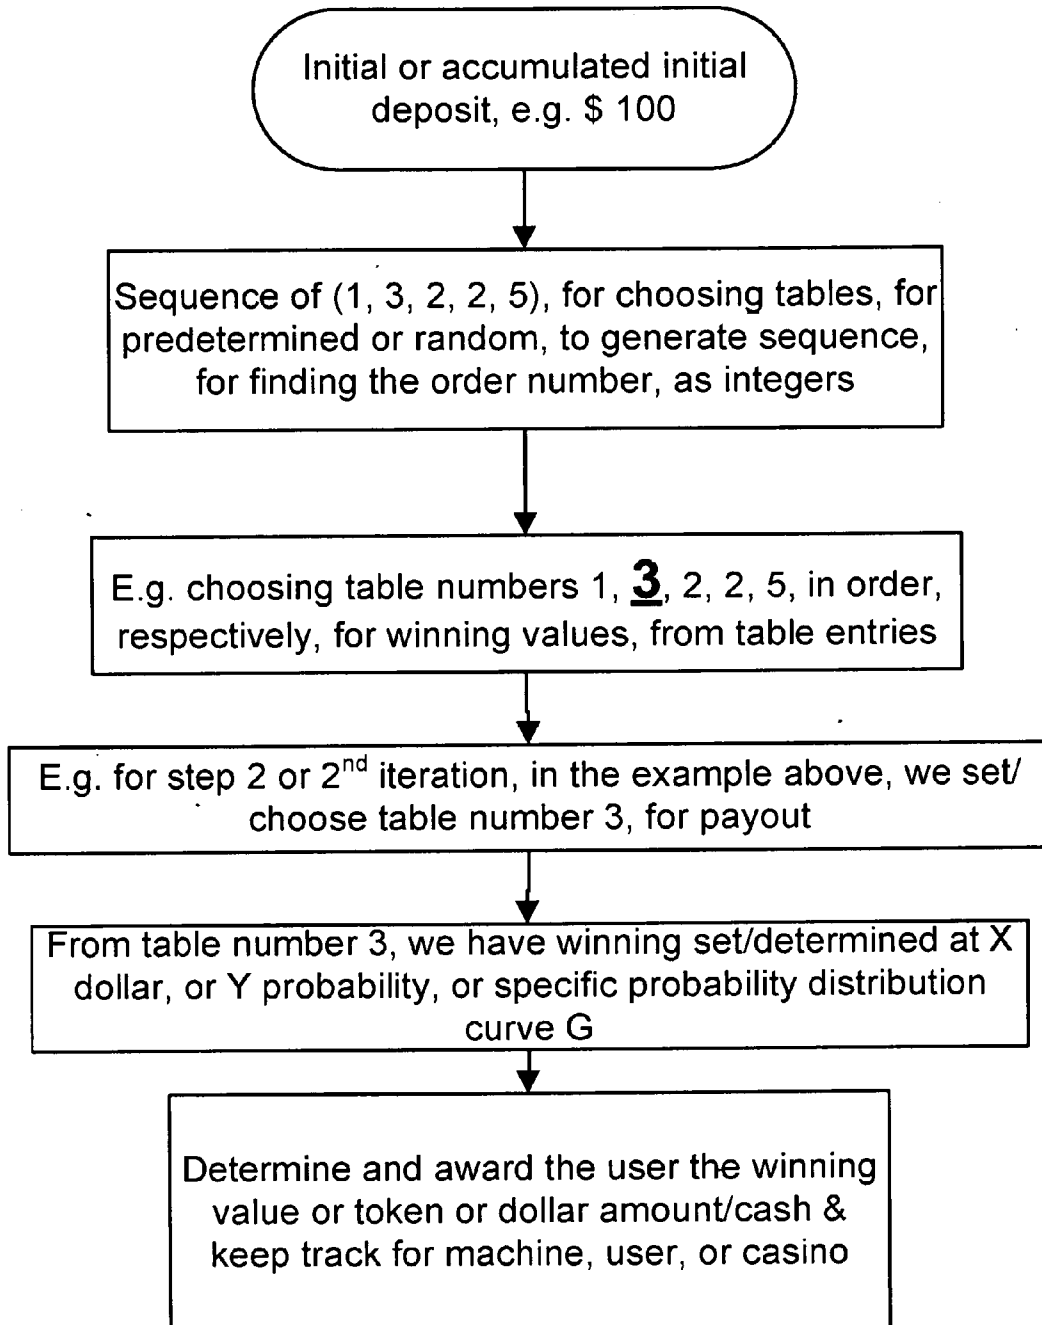 Initial or accumulated initial
deposit, e.g. $ 100
Sequence of (1, 3, 2, 2, 5), for choosing tables, for
predetermined or random, to generate sequence,
for finding the order number, as integers
E.g. choosing table numbers 1, 3, 2, 2, 5, in order,
respectively, for winning values, from table entries
E.g. for step 2 or 2nd iteration, in the example above, we set/
choose table number 3, for payout
From table number 3, we have winning set/determined at X
dollar, or Y probability, or specific probability distribution
curve G
Determine and award the user the winning
value or token or dollar amount/cash &
keep track for machine, user, or casino